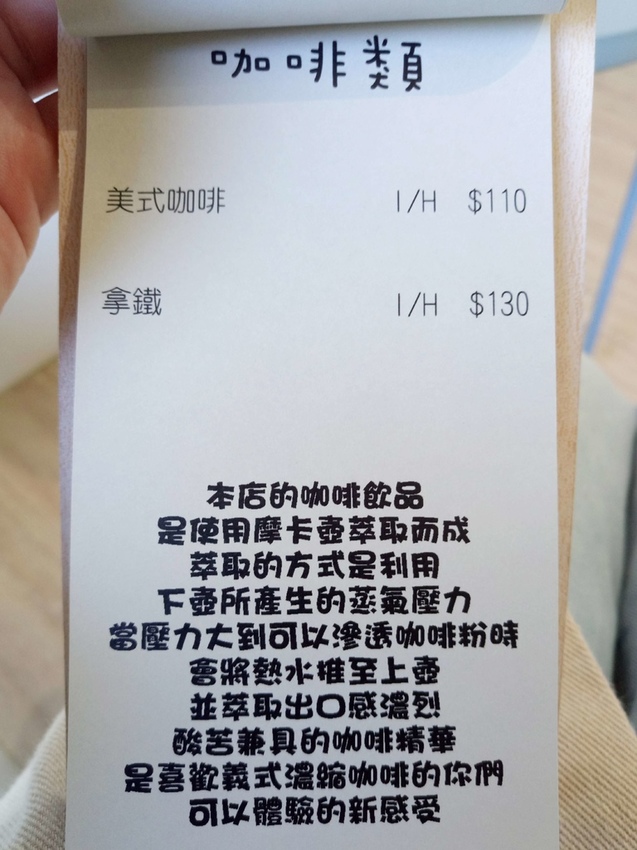 咖啡類
美式咖啡 I/H $110
拿鐵 I/H $130
本店的咖啡飲品
是使用摩卡壺萃取而成
萃取的方式是利用
下壺所產生的蒸氣壓力
當壓力大到可以滲透咖啡粉時
會將熱水推至上壺
並萃取出口感濃烈
酸苦兼具的咖啡精華
是喜歡義式濃縮咖啡的你們
可以體驗的新感受